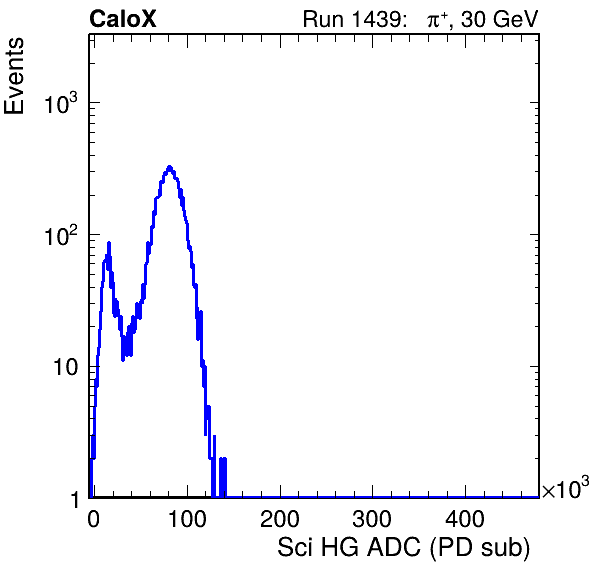 CaloX Run 1439: π⁺, 30 GeV
Events
10³
10²
10
1
0 100 200 300 400 ×10³
Sci HG ADC (PD sub)